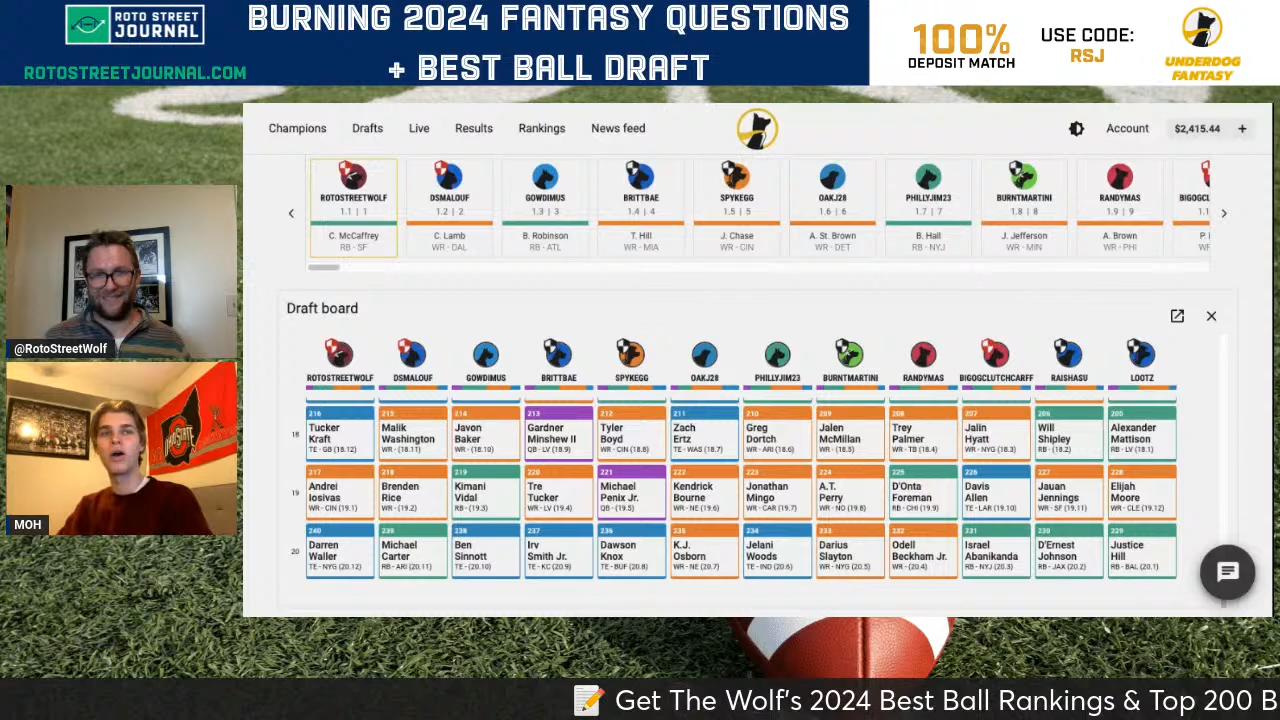 ROTO STREET
JOURNAL
ROTOSTREETJOURNAL.COM
BURNING 2024 FANTASY QUESTIONS
+ BEST BALL DRAFT
100%
DEPOSIT MATCH
USE CODE:
RSJ
UNDERDOG
FANTASY
Champions Drafts Live Results Rankings News feed Account $2,415.44 +
ROTOSTREETWOLF DSMALOUF GOWDIMUS BRITTBAE SPYKEGG OAKJ28 PHILLYJIM23 BURNTMARTINI RANDYMAS BIGOGCL
1.1 | 1 1.2 | 2 1.3 | 3 1.4 | 4 1.5 | 5 1.6 | 6 1.7 | 7 1.8 | 8 1.9 | 9 1.1
C. McCaffrey C. Lamb B. Robinson T. Hill J. Chase A. St. Brown B. Hall J. Jefferson A. Brown P.
RB - SF WR - DAL RB - ATL WR - MIA WR - CIN WR - DET RB - NYJ WR - MIN WR - PHI WF
Draft board
ROTOSTREETWOLF DSMALOUF GOWDIMUS BRITTBAE SPYKEGG OAKJ28 PHILLYJIM23 BURNTMARTINI RANDYMAS BIGOGCLUTCHCARFF RAISHASU LOOTZ
216 215 214 213 212 211 210 209 208 207 206 205
18 Tucker Malik Javon Gardner Tyler Zach Greg Jalen Trey Jalin Will Alexander
Kraft Washington Baker Minshew II Boyd Ertz Dortch McMillan Palmer Hyatt Shipley Mattison
TE - GB (18.12) WR - (18.11) WR - (18.10) QB - LV (18.9) WR - CIN (18.8) TE - WAS (18.7) WR - ARI (18.6) WR - (18.5) WR - TB (18.4) WR - NYG (18.3) RB - (18.2) RB - LV (18.1)
217 218 219 220 221 222 223 224 225 226 227 228
19 Andrei Brenden Kimani Tre Michael Kendrick Jonathan A.T. D'Onta Davis Jauan Elijah
Iosivas Rice Vidal Tucker Penix Jr. Bourne Mingo Perry Foreman Allen Jennings Moore
WR - CIN (19.1) WR - (19.2) RB - (19.3) WR - LV (19.4) QB - (19.5) WR - NE (19.6) WR - CAR (19.7) WR - NO (19.8) RB - CHI (19.9) TE - LAR (19.10) WR - SF (19.11) WR - CLE (19.12)
240 239 238 237 236 235 234 233 232 231 230 229
20 Darren Michael Ben Irv Dawson K.J. Jelani Darius Odell Israel D'Ernest Justice
Waller Carter Sinnott Smith Jr. Knox Osborn Woods Slayton Beckham Jr. Abanikanda Johnson Hill
TE - NYG (20.12) RB - ARI (20.11) TE - (20.10) TE - KC (20.9) TE - BUF (20.8) WR - NE (20.7) TE - IND (20.6) WR - NYG (20.5) WR - (20.4) RB - NYJ (20.3) RB - JAX (20.2) RB - BAL (20.1)
@RotoStreetWolf
MOH
Get The Wolf's 2024 Best Ball Rankings & Top 200 B